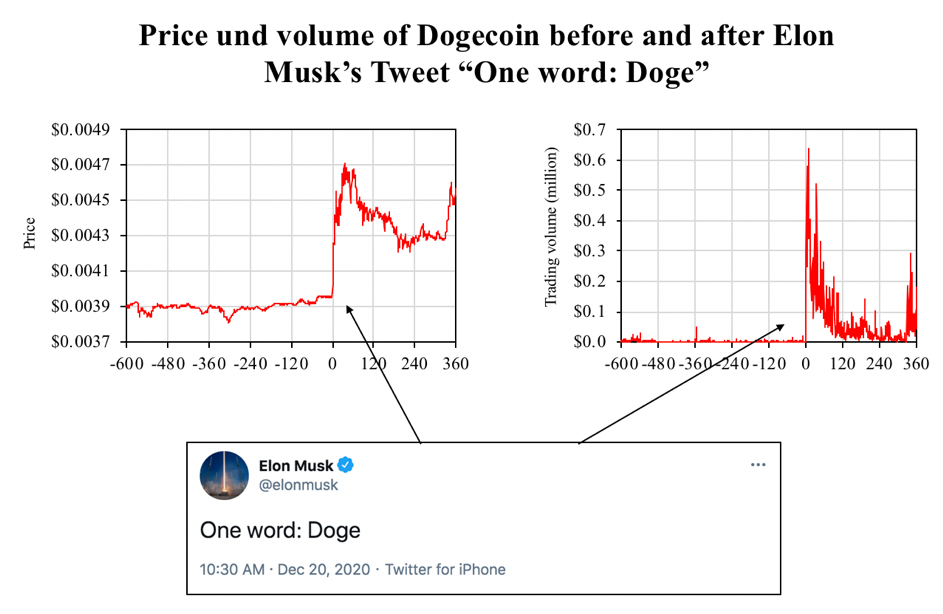 Price und volume of Dogecoin before and after Elon
Musk's Tweet “One word: Doge”
$0.0049
$0.0047
$0.0045
$0.0043
$0.0041
$0.0039
$0.0037
Price
-600 -480 -360 -240 -120 0 120 240 360
$0.7
$0.6
$0.5
$0.4
$0.3
$0.2
$0.1
$0.0
Trading volume (million)
-600 -480 -360 -240 -120 0 120 240 360
Elon Musk
@elonmusk
One word: Doge
10:30 AM · Dec 20, 2020 · Twitter for iPhone